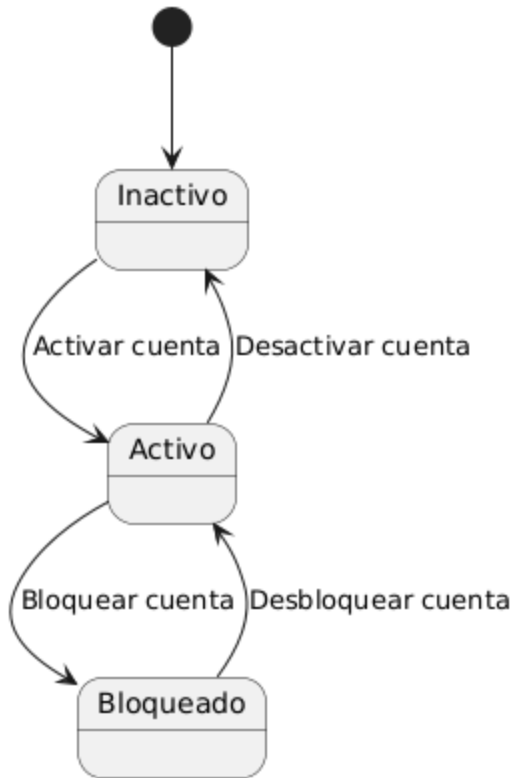 Inactivo
Activar cuenta
Desactivar cuenta
Activo
Bloquear cuenta
Desbloquear cuenta
Bloqueado